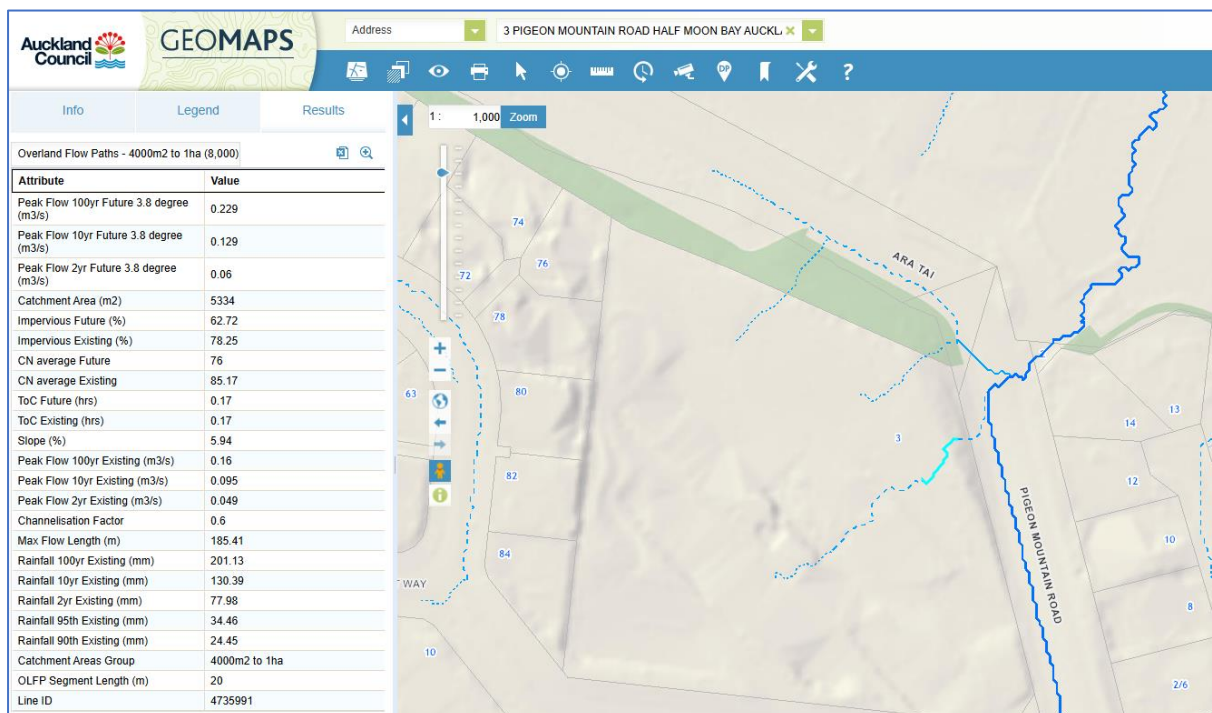 Auckland
Council
GEOMAPS
Address
3 PIGEON MOUNTAIN ROAD HALF MOON BAY AUCKL
DP
?
Info Legend Results
1 : 1,000 Zoom
Overland Flow Paths - 4000m2 to 1ha (8,000)
Attribute Value
Peak Flow 100yr Future 3.8 degree
(m3/s) 0.229
Peak Flow 10yr Future 3.8 degree
(m3/s) 0.129
Peak Flow 2yr Future 3.8 degree
(m3/s) 0.06
Catchment Area (m2) 5334
Impervious Future (%) 62.72
Impervious Existing (%) 78.25
CN average Future 76
CN average Existing 85.17
ToC Future (hrs) 0.17
ToC Existing (hrs) 0.17
Slope (%) 5.94
Peak Flow 100yr Existing (m3/s) 0.16
Peak Flow 10yr Existing (m3/s) 0.095
Peak Flow 2yr Existing (m3/s) 0.049
Channelisation Factor 0.6
Max Flow Length (m) 185.41
Rainfall 100yr Existing (mm) 201.13
Rainfall 10yr Existing (mm) 130.39
Rainfall 2yr Existing (mm) 77.98
Rainfall 95th Existing (mm) 34.46
Rainfall 90th Existing (mm) 24.45
Catchment Areas Group 4000m2 to 1ha
OLFP Segment Length (m) 20
Line ID 4735991
74
76
72
78
ARA TAI
63
80
3
13
14
82
12
PIGEON MOUNTAIN ROAD
10
84
WAY
8
10
2/6